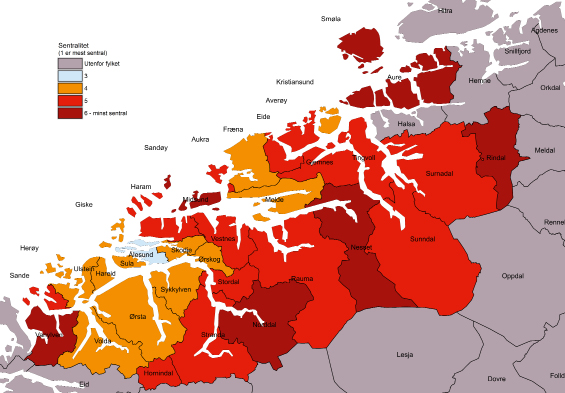 Hitra
Smøla
Agdenes
Snillfjord
Sentralitet
(1 er mest sentral)
Utenfor fylket
3
4
5
6 - minst sentral
Aure
Hemne
Orkdal
Kristiansund
Averøy
Eide
Halsa
Fræna
Aukra
Sandøy
Gjemnes
Tingvoll
Rindal
Meldal
Surnadal
Haram
Midsund
Molde
Giske
Rennel
Vestnes
Sunndal
Nesset
Herøy
Ålesund
Skodje
Ørskog
Sula
Ulstein
Hareid
Sande
Rauma
Oppdal
Stordal
Sykkylven
Ørsta
Norddal
Vanylven
Volda
Stranda
Lesja
Hornindal
Eid
Dovre
Folld